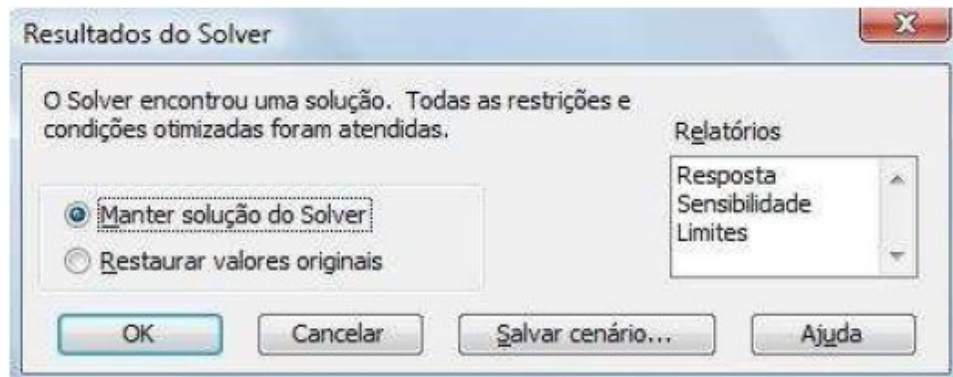 Resultados do Solver
O Solver encontrou uma solução. Todas as restrições e
condições otimizadas foram atendidas.
Relatórios
Resposta
Sensibilidade
Limites
Manter solução do Solver
Restaurar valores originais
OK
Cancelar
Salvar cenário...
Ajuda